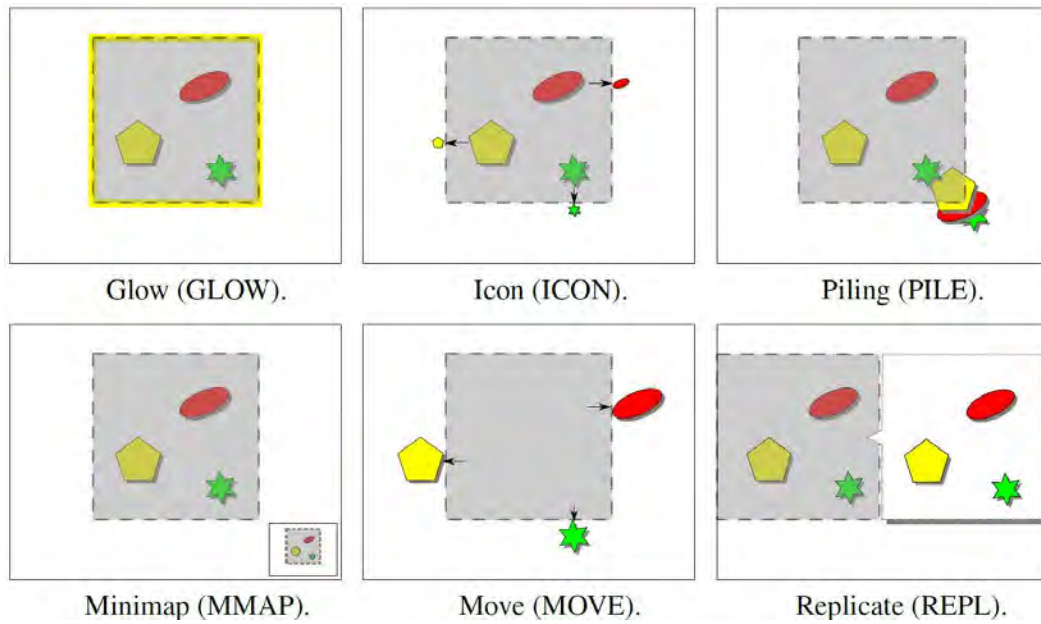 Glow (GLOW).
Icon (ICON).
Piling (PILE).
Minimap (MMAP).
Move (MOVE).
Replicate (REPL).